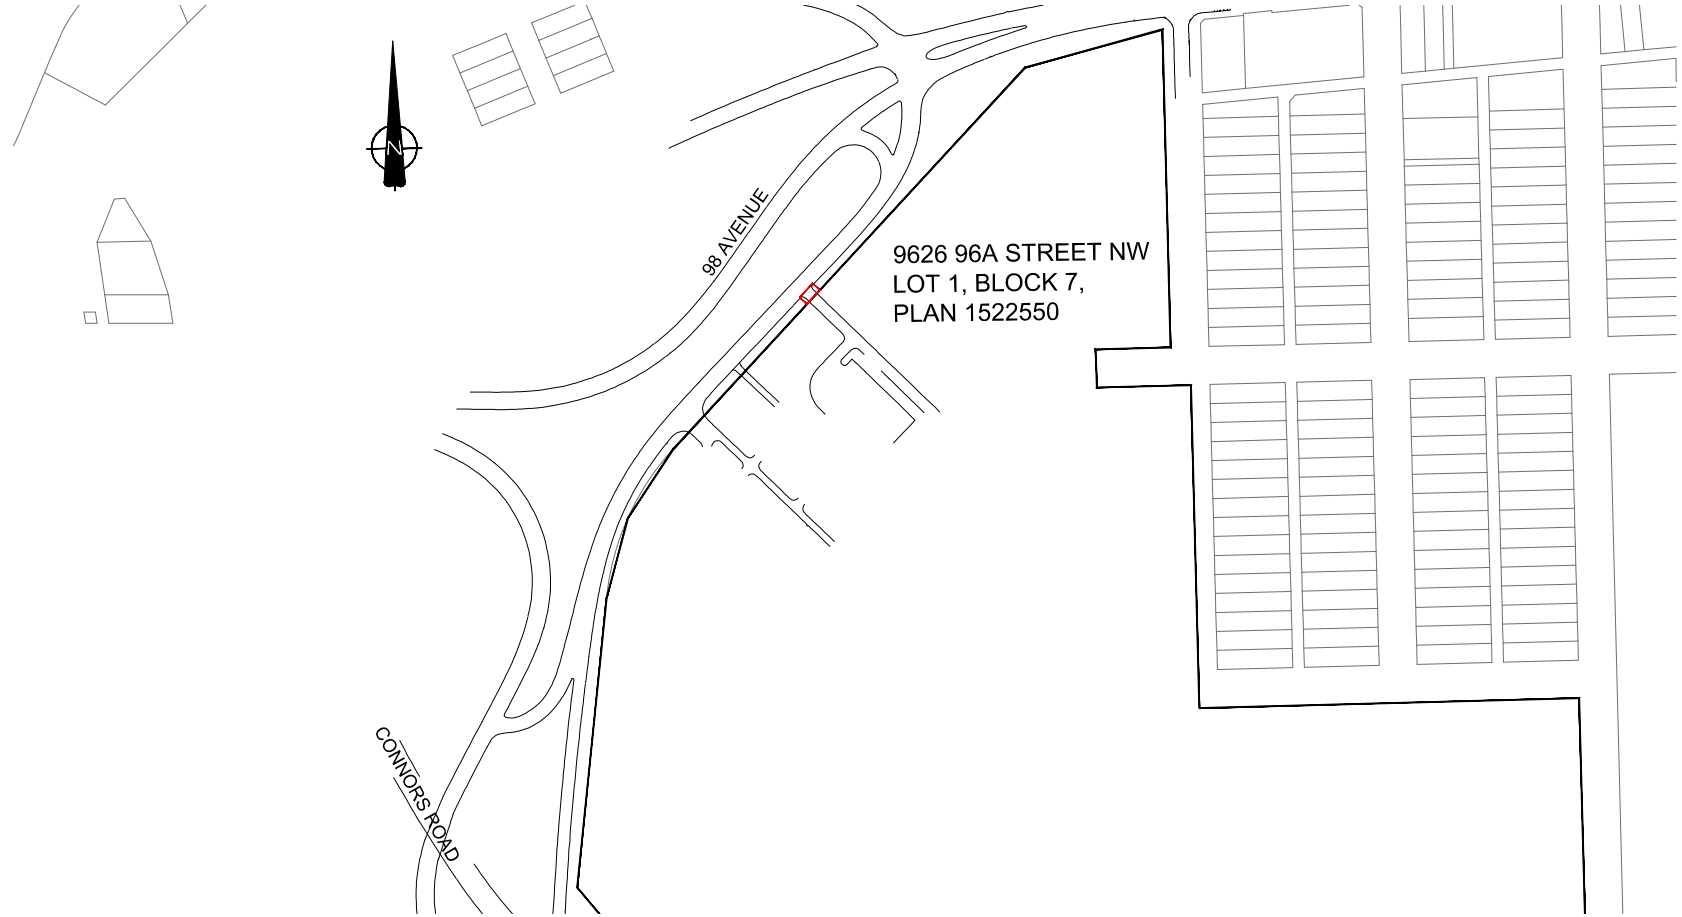 N
98 AVENUE
9626 96A STREET NW
LOT 1, BLOCK 7,
PLAN 1522550
CONNORS ROAD